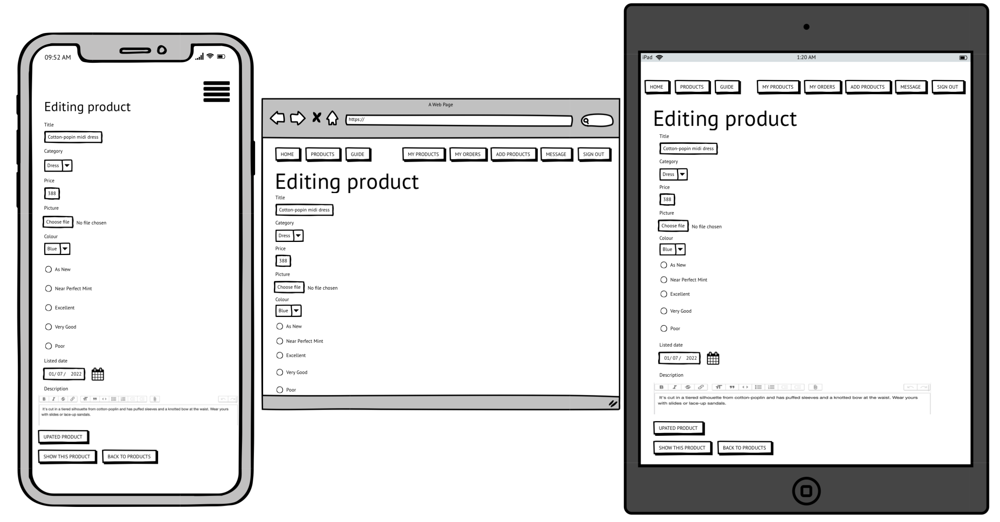 09:52 AM
Editing product
Title
Cotton-popin midi dress
Category
Dress
Price
388
Picture
Choose file No file chosen
Colour
Blue
As New
Near Perfect Mint
Excellent
Very Good
Poor
Listed date
01/ 07 / 2022
Description
It's cut in a tiered silhouette from cotton-poplin and has puffed sleeves and a knotted bow at the waist. Wear yours
with slides or lace-up sandals.
UPATED PRODUCT
SHOW THIS PRODUCT BACK TO PRODUCTS
A Web Page
https://
HOME PRODUCTS GUIDE MY PRODUCTS MY ORDERS ADD PRODUCTS MESSAGE SIGN OUT
Editing product
Title
Cotton-popin midi dress
Category
Dress
Price
388
Picture
Choose file No file chosen
Colour
Blue
As New
Near Perfect Mint
Excellent
Very Good
Poor
iPad 1:20 AM
HOME PRODUCTS GUIDE MY PRODUCTS MY ORDERS ADD PRODUCTS MESSAGE SIGN OUT
Editing product
Title
Cotton-popin midi dress
Category
Dress
Price
388
Picture
Choose file No file chosen
Colour
Blue
As New
Near Perfect Mint
Excellent
Very Good
Poor
Listed date
01/ 07 / 2022
Description
It's cut in a tiered silhouette from cotton-poplin and has puffed sleeves and a knotted bow at the waist. Wear yours
with slides or lace-up sandals.
UPATED PRODUCT
SHOW THIS PRODUCT BACK TO PRODUCTS